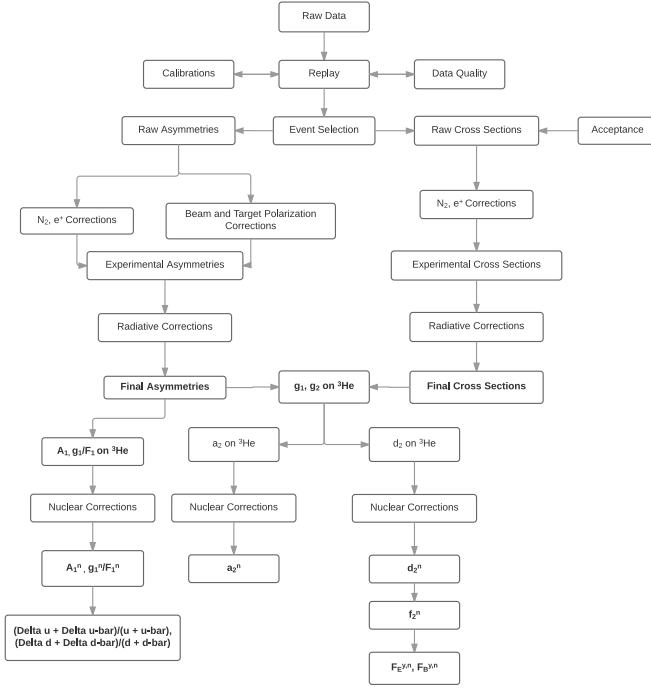 Raw Data
Calibrations
Replay
Data Quality
Raw Asymmetries
Event Selection
Raw Cross Sections
Acceptance
N₂, e⁺ Corrections
Beam and Target Polarization
Corrections
N₂, e⁺ Corrections
Experimental Asymmetries
Experimental Cross Sections
Radiative Corrections
Radiative Corrections
Final Asymmetries
g₁, g₂ on ³He
Final Cross Sections
A₁, g₁/F₁ on ³He
a₂ on ³He
d₂ on ³He
Nuclear Corrections
Nuclear Corrections
Nuclear Corrections
A₁ⁿ, g₁ⁿ/F₁ⁿ
a₂ⁿ
d₂ⁿ
(Delta u + Delta u-bar)/(u + u-bar),
(Delta d + Delta d-bar)/(d + d-bar)
f₂ⁿ
F_E^y,n, F_B^y,n